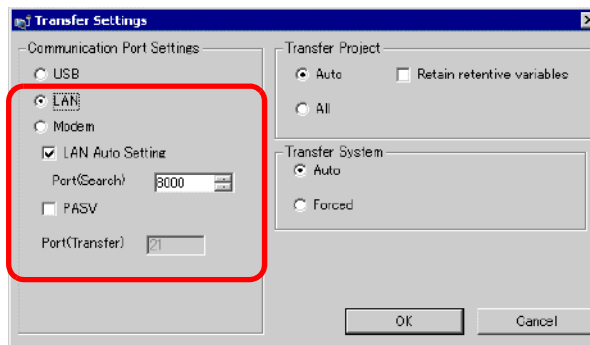 Transfer Settings
Communication Port Settings
USB
LAN
Modem
LAN Auto Setting
Port(Search) 8000
PASV
Port(Transfer) 21
Transfer Project
Auto Retain retentive variables
All
Transfer System
Auto
Forced
OK Cancel